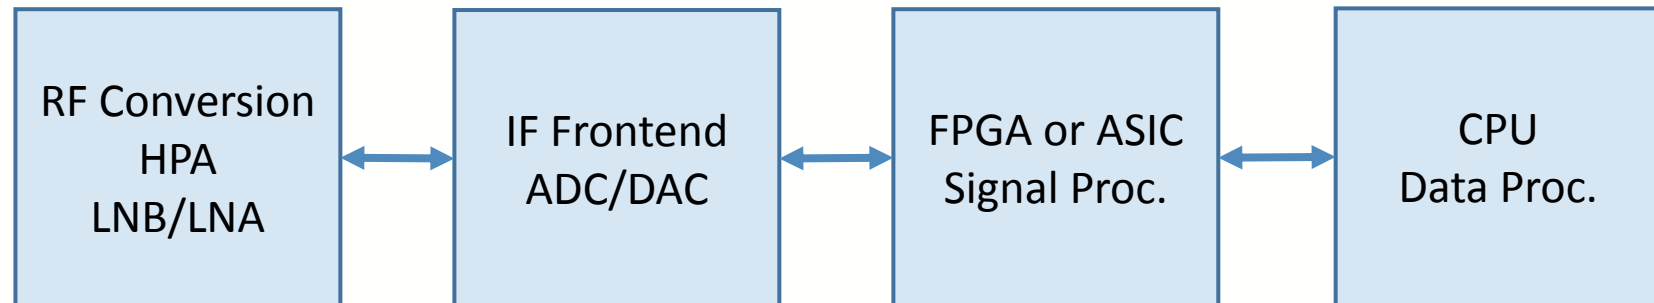 RF Conversion
HPA
LNB/LNA
IF Frontend
ADC/DAC
FPGA or ASIC
Signal Proc.
CPU
Data Proc.